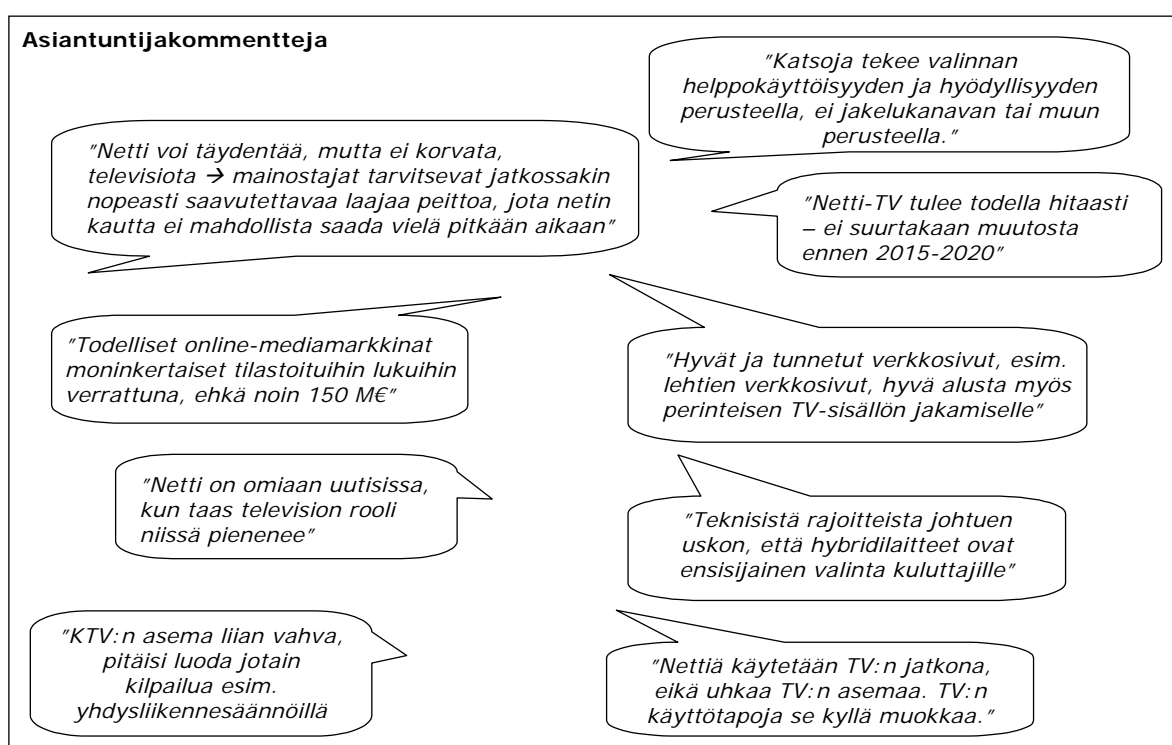 Asiantuntijakommentteja
"Katsoja tekee valinnan
helppokäyttöisyyden ja hyödyllisyyden
perusteella, ei jakelukanavan tai muun
perusteella."
"Netti voi täydentää, mutta ei korvata,
televisiota → mainostajat tarvitsevat jatkossakin
nopeasti saavutettavaa laajaa peittoa, jota netin
kautta ei mahdollista saada vielä pitkään aikaan"
"Netti-TV tulee todella hitaasti
– ei suurtakaan muutosta
ennen 2015-2020"
"Todelliset online-mediamarkkinat
moninkertaiset tilastoituihin lukuihin
verrattuna, ehkä noin 150 M€"
"Hyvät ja tunnetut verkkosivut, esim.
lehtien verkkosivut, hyvä alusta myös
perinteisen TV-sisällön jakamiselle"
"Netti on omiaan uutisissa,
kun taas television rooli
niissä pienenee"
"Teknisistä rajoitteista johtuen
uskon, että hybridilaitteet ovat
ensisijainen valinta kuluttajille"
"KTV:n asema liian vahva,
pitäisi luoda jotain
kilpailua esim.
yhdysliikennesäännöillä
"Nettiä käytetään TV:n jatkona,
eikä uhkaa TV:n asemaa. TV:n
käyttötapoja se kyllä muokkaa."